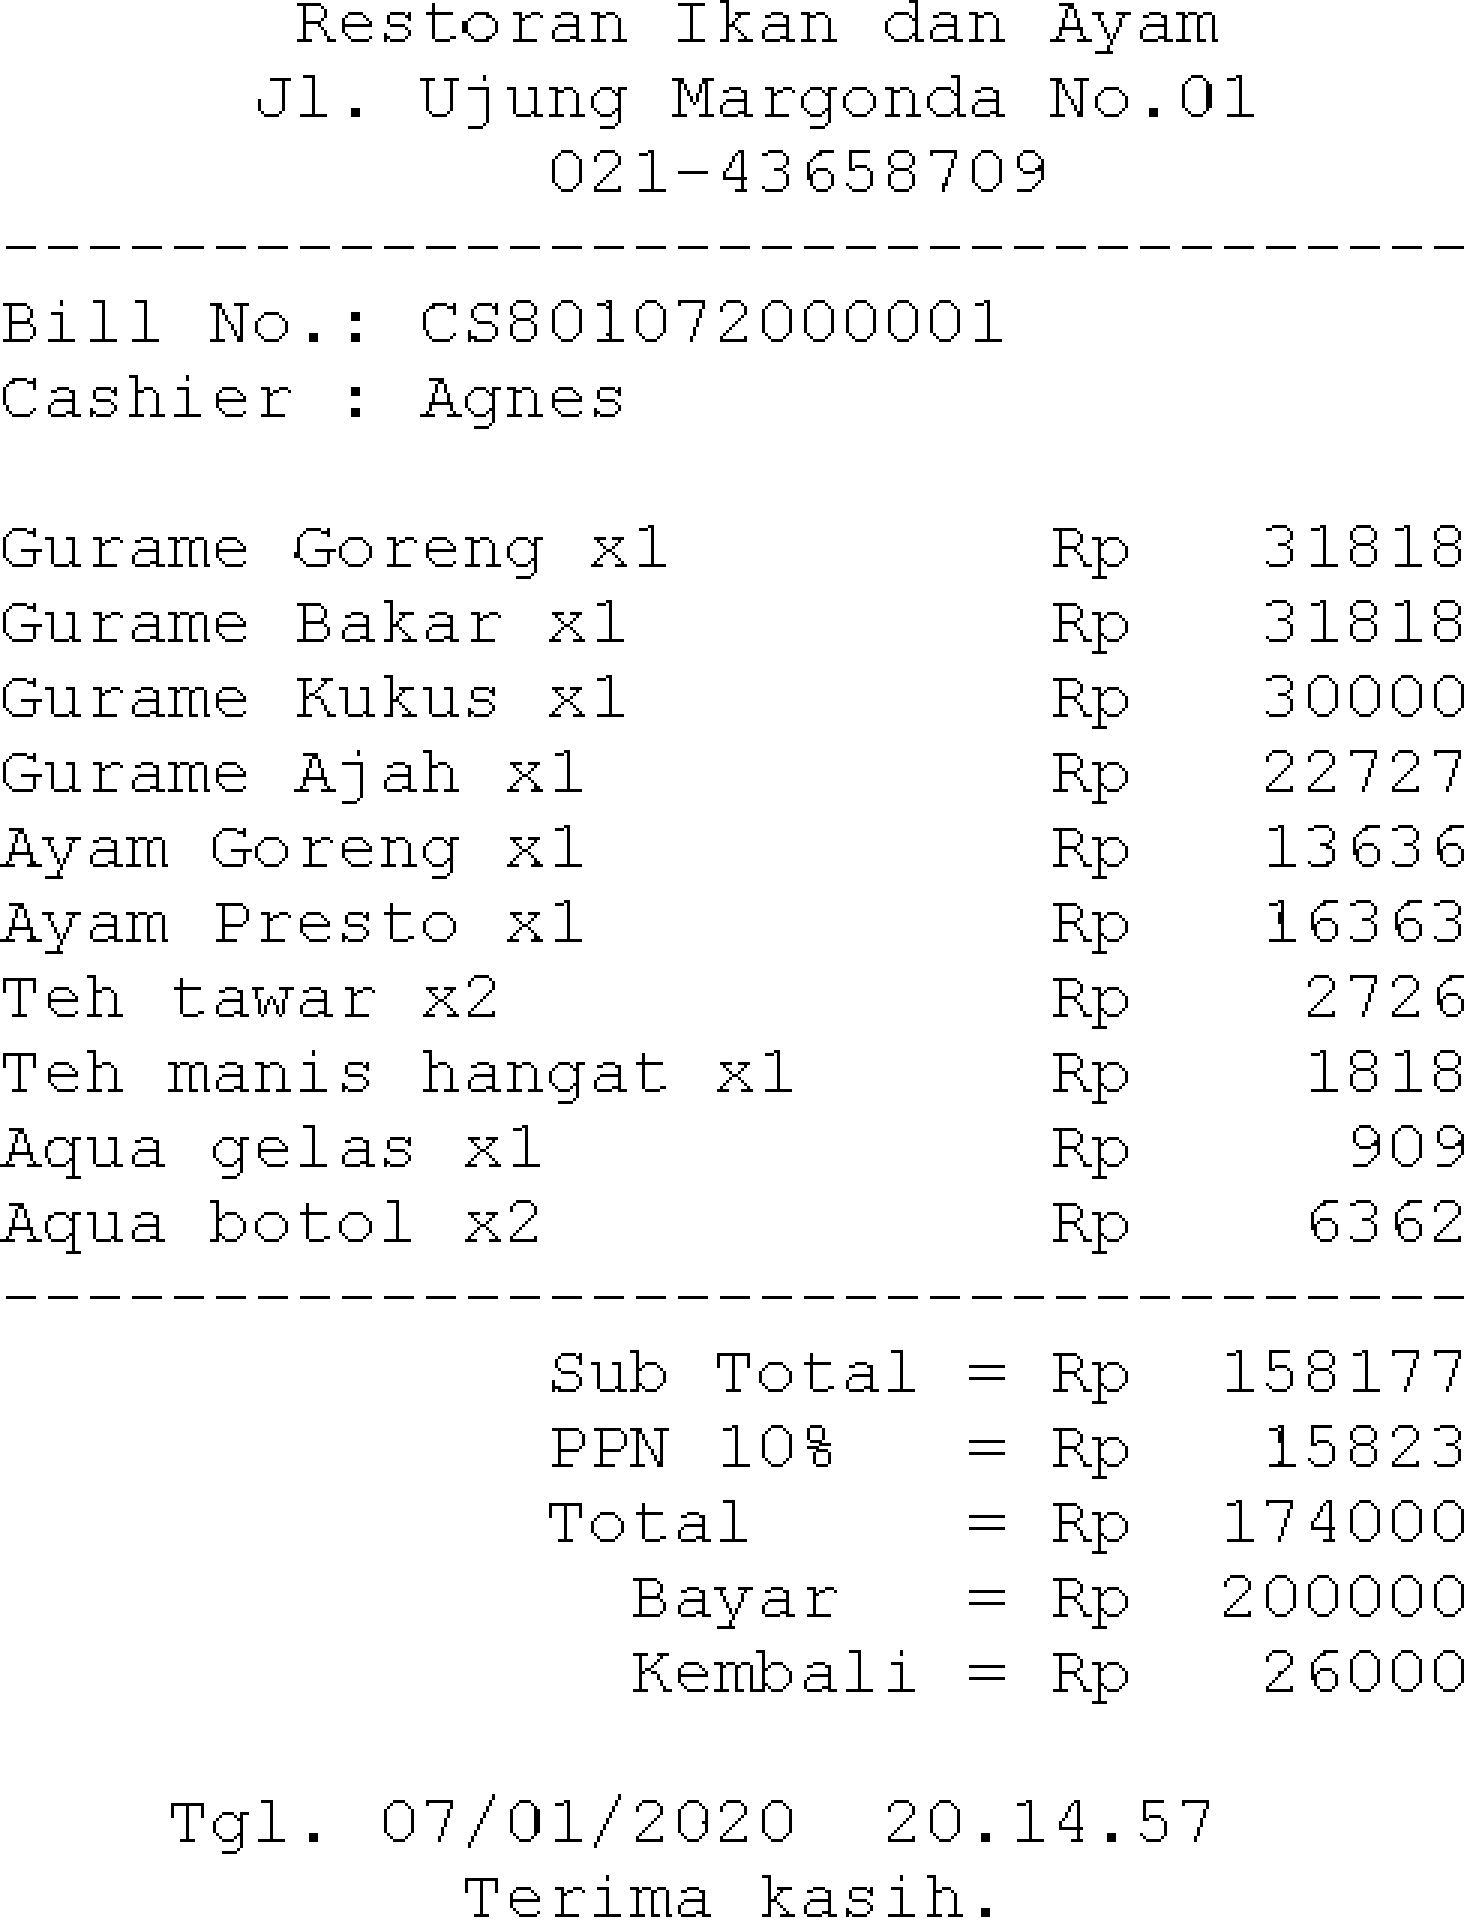 Restoran Ikan dan Ayam
Jl. Ujung Margonda No.01
021-43658709
-----------------------------------
Bill No.: CS801072000001
Cashier : Agnes
Gurame Goreng x1 Rp 31818
Gurame Bakar x1 Rp 31818
Gurame Kukus x1 Rp 30000
Gurame Ajah x1 Rp 22727
Ayam Goreng x1 Rp 13636
Ayam Presto x1 Rp 16363
Teh tawar x2 Rp 2726
Teh manis hangat x1 Rp 1818
Aqua gelas x1 Rp 909
Aqua botol x2 Rp 6362
-----------------------------------
Sub Total = Rp 158177
PPN 10% = Rp 15823
Total = Rp 174000
Bayar = Rp 200000
Kembali = Rp 26000
Tgl. 07/01/2020 20.14.57
Terima kasih.